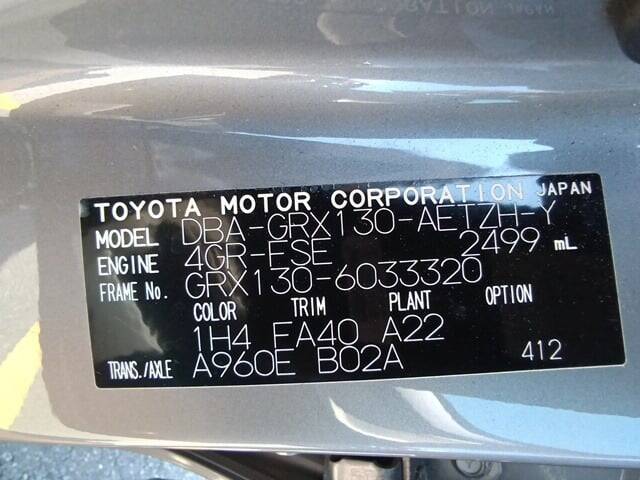 TOYOTA MOTOR CORPORATION JAPAN
MODEL DBA-GRX130-AETZH-Y
ENGINE 4GR-FSE 2499 mL
FRAME No. GRX130-6033320
COLOR TRIM PLANT OPTION
1H4 FA40 A22
TRANS./AXLE A960E B02A 412